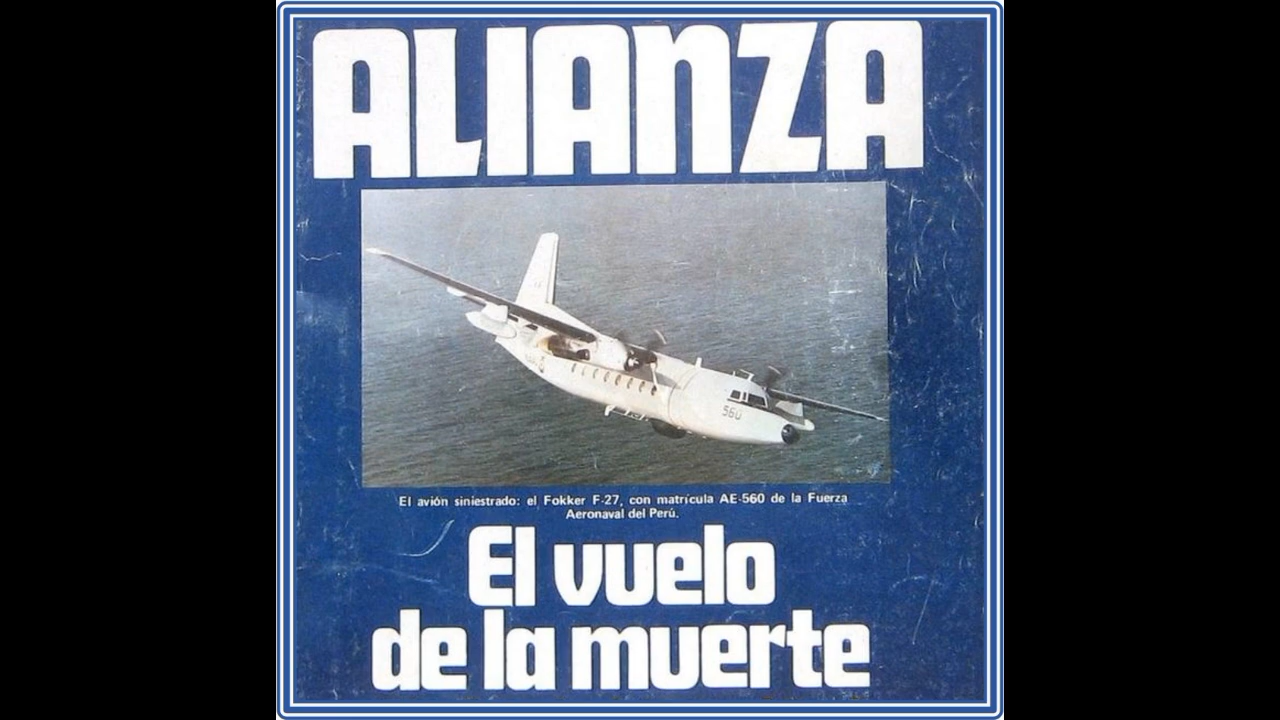 ALIANZA
560
El avión siniestrado: el Fokker F-27, con matrícula AE-560 de la Fuerza
Aeronaval del Perú.
El vuelo
de la muerte